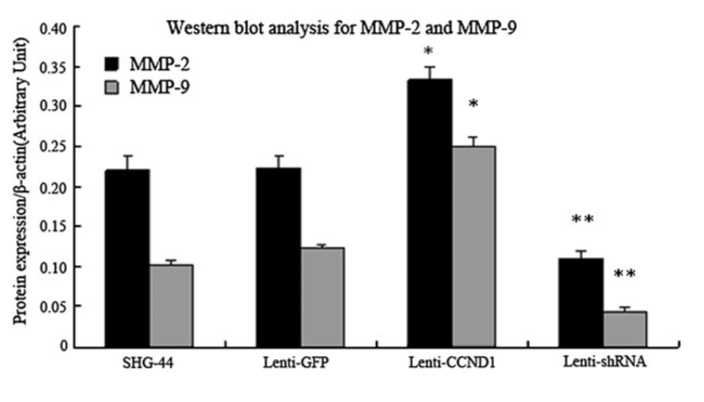 Western blot analysis for MMP-2 and MMP-9
Protein expression/β-actin(Arbitrary Unit)
0.40
0.35
0.30
0.25
0.20
0.15
0.10
0.05
0
MMP-2
MMP-9
*
*
**
**
SHG-44 Lenti-GFP Lenti-CCND1 Lenti-shRNA